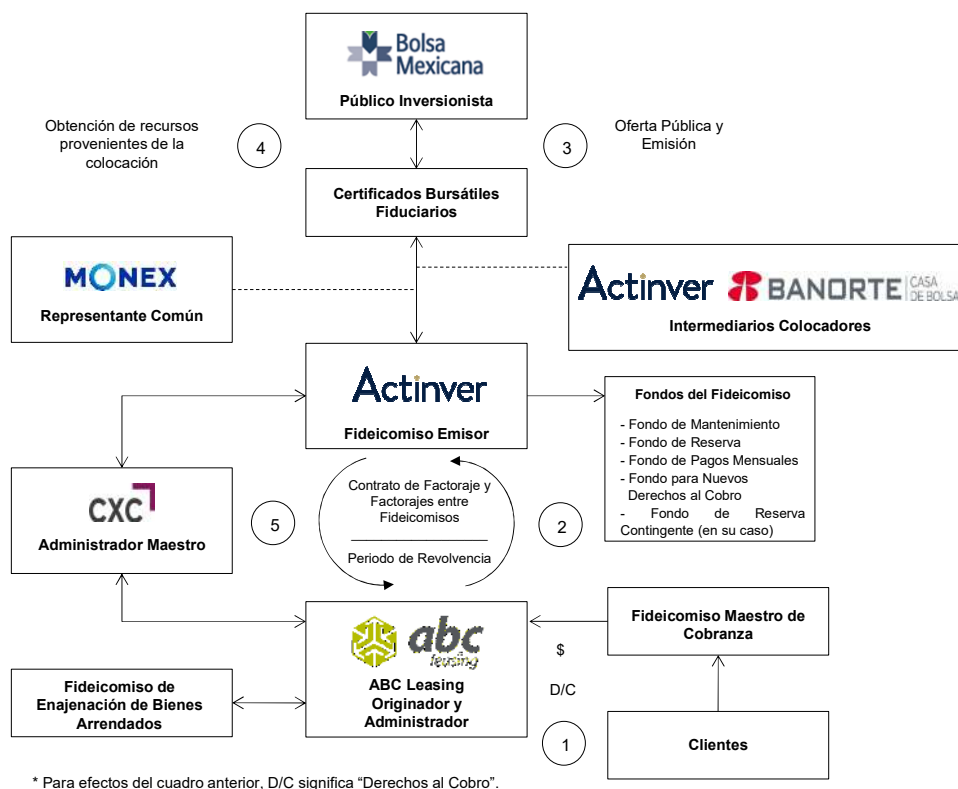 Bolsa
Mexicana
Público Inversionista
Obtención de recursos
provenientes de la
colocación
4
3
Oferta Pública y
Emisión
Certificados Bursátiles
Fiduciarios
MONEX
Representante Común
Actinver
BANORTE
CASA
DE BOLSA
Intermediarios Colocadores
Actinver
Fideicomiso Emisor
Fondos del Fideicomiso
- Fondo de Mantenimiento
- Fondo de Reserva
- Fondo de Pagos Mensuales
- Fondo para Nuevos
Derechos al Cobro
- Fondo de Reserva
Contingente (en su caso)
CXC
Administrador Maestro
5
Contrato de Factoraje y
Factorajes entre
Fideicomisos
Periodo de Revolvencia
2
abc
leasing
ABC Leasing
Originador y
Administrador
$
D/C
1
Fideicomiso Maestro de
Cobranza
Fideicomiso de
Enajenación de Bienes
Arrendados
Clientes
* Para efectos del cuadro anterior, D/C significa “Derechos al Cobro”.